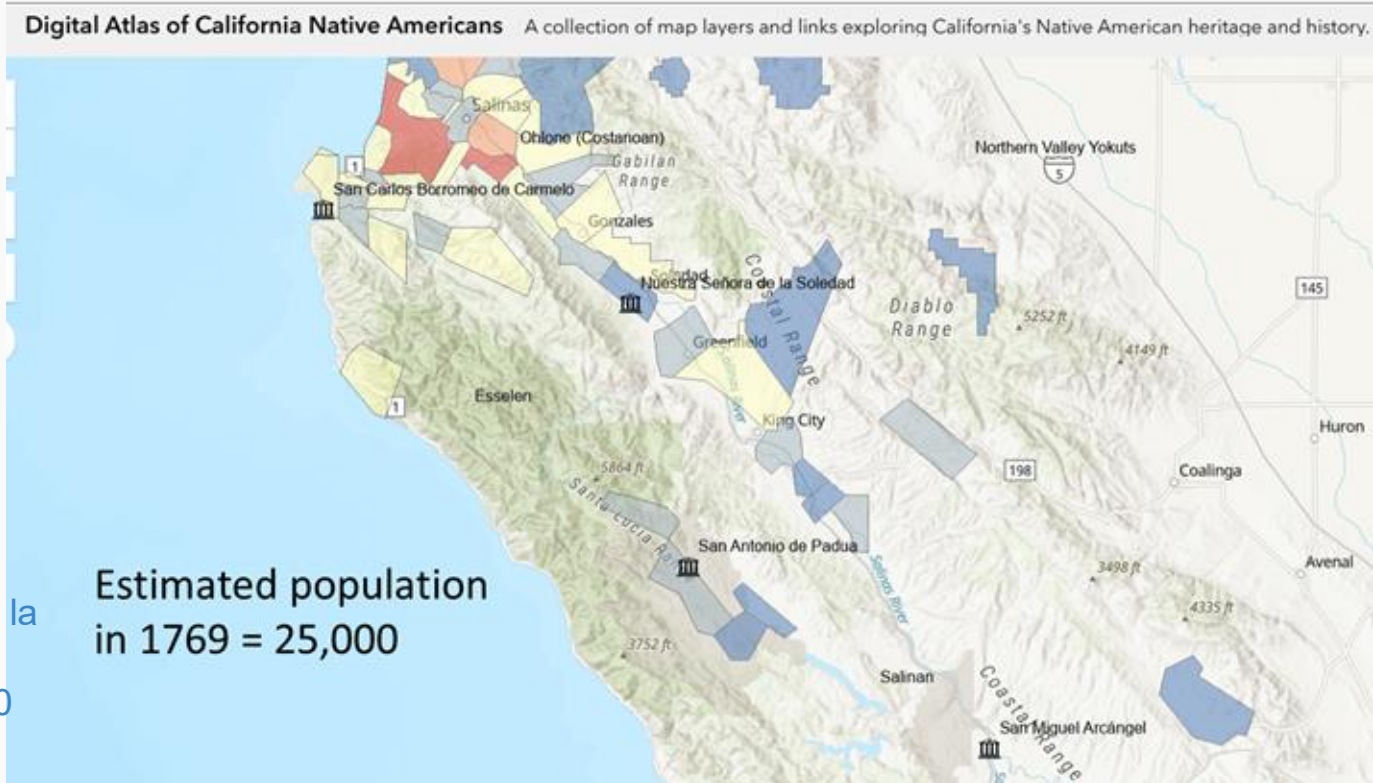 Digital Atlas of California Native Americans A collection of map layers and links exploring California's Native American heritage and history.
Salinas
Ohlone (Costanoan)
Gabilan
Range
Northern Valley Yokuts
5
1
San Carlos Borromeo de Carmelo
Gonzales
Soledad
Nuestra Señora de la Soledad
Coastal Range
Diablo
Range
145
5252 ft
4149 ft
Greenfield
Salinas River
Esselen
1
King City
Huron
198
Coalinga
5864 ft
Santa Lucia
San Antonio de Padua
Salinas River
3498 ft
Avenal
4335 ft
Estimated population
in 1769 = 25,000
la
3752 ft
Salinan
Coastal Range
San Miguel Arcángel